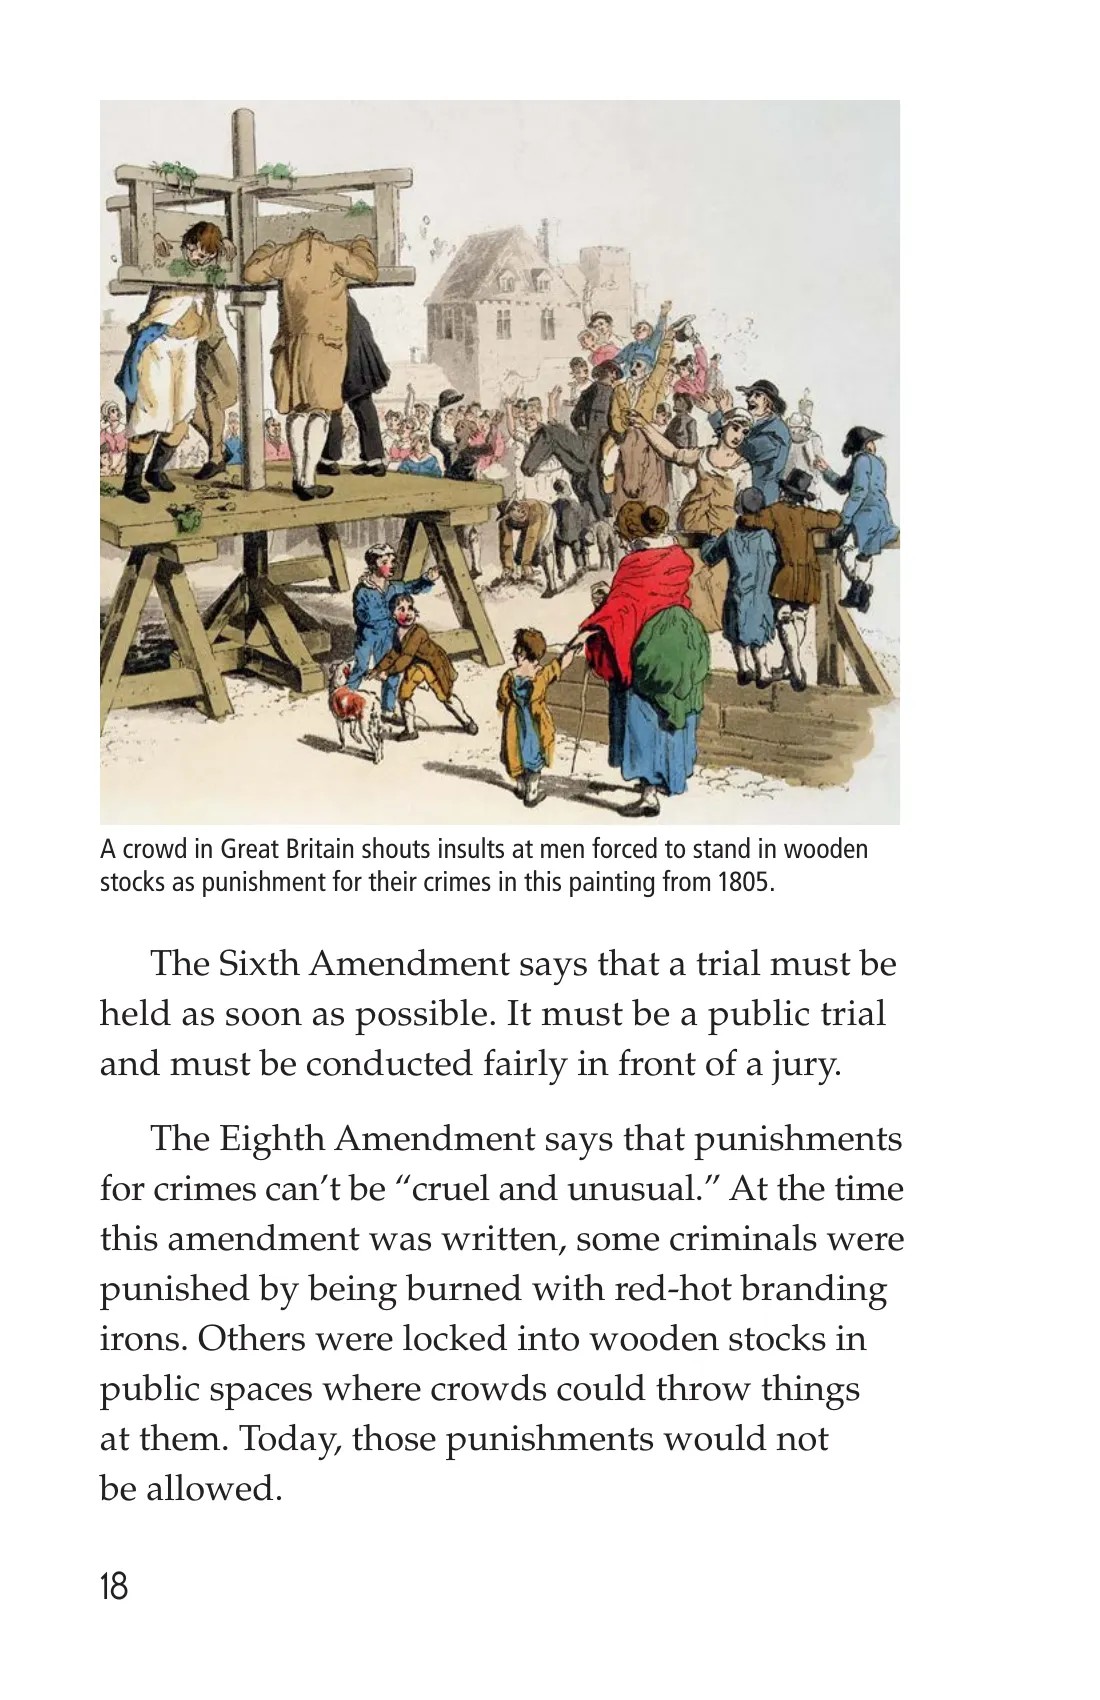 A crowd in Great Britain shouts insults at men forced to stand in wooden
stocks as punishment for their crimes in this painting from 1805.
The Sixth Amendment says that a trial must be
held as soon as possible. It must be a public trial
and must be conducted fairly in front of a jury.
The Eighth Amendment says that punishments
for crimes can’t be “cruel and unusual.” At the time
this amendment was written, some criminals were
punished by being burned with red-hot branding
irons. Others were locked into wooden stocks in
public spaces where crowds could throw things
at them. Today, those punishments would not
be allowed.
18